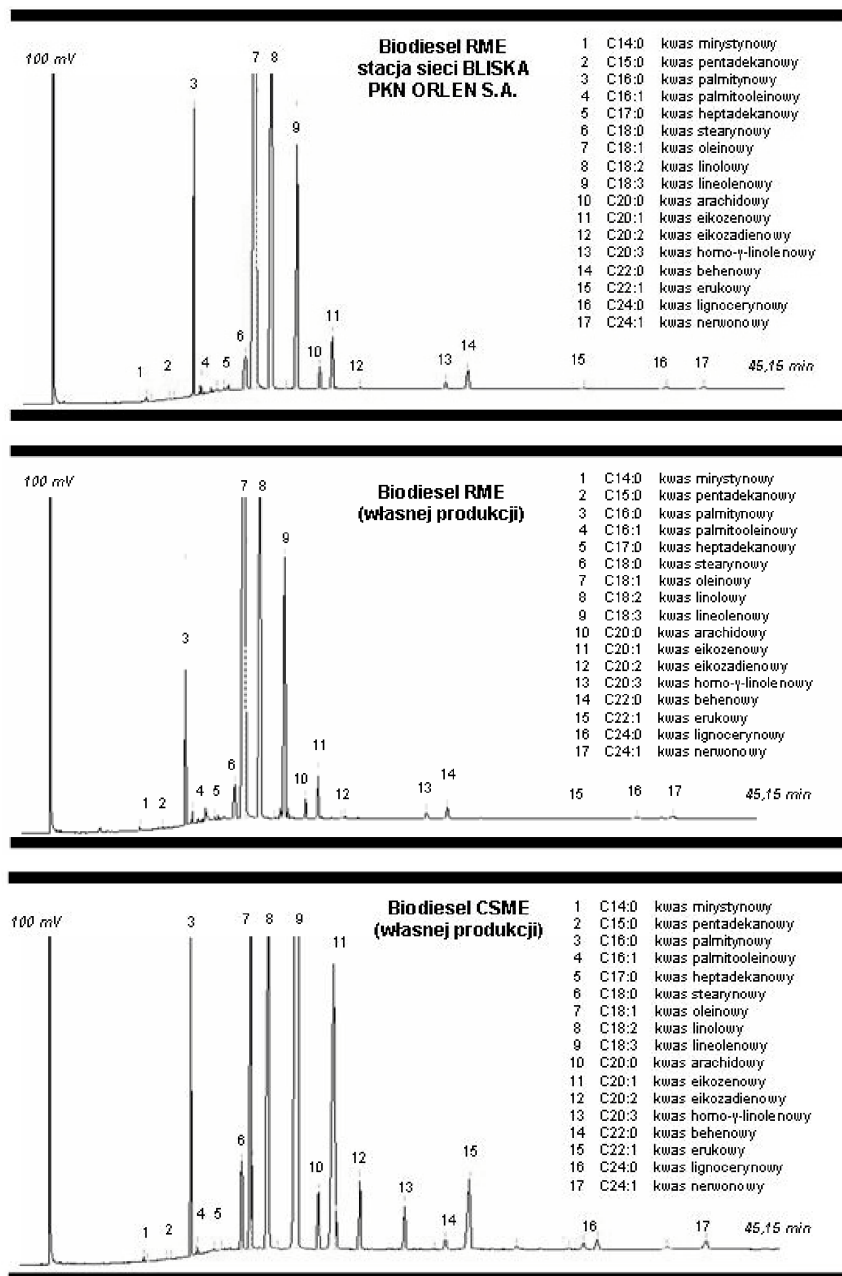 100 mV
Biodiesel RME
stacja sieci BLISKA
PKN ORLEN S.A.
1 C14:0 kwas mirystynowy
2 C15:0 kwas pentadekanowy
3 C16:0 kwas palmitynowy
4 C16:1 kwas palmitooleinowy
5 C17:0 kwas heptadekanowy
6 C18:0 kwas stearynowy
7 C18:1 kwas oleinowy
8 C18:2 kwas linolowy
9 C18:3 kwas lineolenowy
10 C20:0 kwas arachidowy
11 C20:1 kwas eikozenowy
12 C20:2 kwas eikozadienowy
13 C20:3 kwas homo-γ-linolenowy
14 C22:0 kwas behenowy
15 C22:1 kwas erukowy
16 C24:0 kwas lignocerynowy
17 C24:1 kwas nerwonowy
1 2 3 4 5 6 7 8 9 10 11 12 13 14 15 16 17
45,15 min
100 mV
Biodiesel RME
(własnej produkcji)
1 C14:0 kwas mirystynowy
2 C15:0 kwas pentadekanowy
3 C16:0 kwas palmitynowy
4 C16:1 kwas palmitooleinowy
5 C17:0 kwas heptadekanowy
6 C18:0 kwas stearynowy
7 C18:1 kwas oleinowy
8 C18:2 kwas linolowy
9 C18:3 kwas lineolenowy
10 C20:0 kwas arachidowy
11 C20:1 kwas eikozenowy
12 C20:2 kwas eikozadienowy
13 C20:3 kwas homo-γ-linolenowy
14 C22:0 kwas behenowy
15 C22:1 kwas erukowy
16 C24:0 kwas lignocerynowy
17 C24:1 kwas nerwonowy
1 2 3 4 5 6 7 8 9 10 11 12 13 14 15 16 17
45,15 min
100 mV
Biodiesel CSME
(własnej produkcji)
1 C14:0 kwas mirystynowy
2 C15:0 kwas pentadekanowy
3 C16:0 kwas palmitynowy
4 C16:1 kwas palmitooleinowy
5 C17:0 kwas heptadekanowy
6 C18:0 kwas stearynowy
7 C18:1 kwas oleinowy
8 C18:2 kwas linolowy
9 C18:3 kwas lineolenowy
10 C20:0 kwas arachidowy
11 C20:1 kwas eikozenowy
12 C20:2 kwas eikozadienowy
13 C20:3 kwas homo-γ-linolenowy
14 C22:0 kwas behenowy
15 C22:1 kwas erukowy
16 C24:0 kwas lignocerynowy
17 C24:1 kwas nerwonowy
1 2 3 4 5 6 7 8 9 10 11 12 13 14 15 16 17
45,15 min